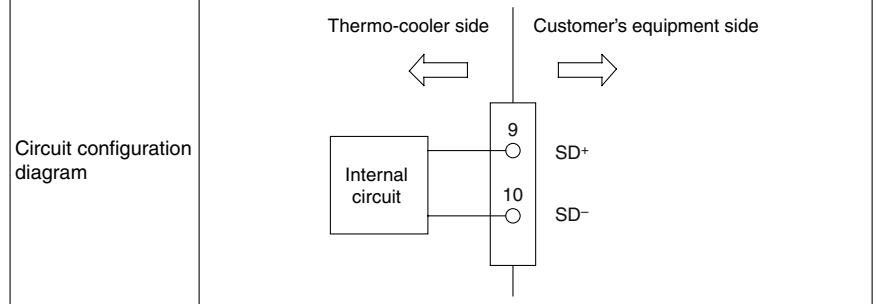 Thermo-cooler side
Customer's equipment side
Circuit configuration
diagram
Internal
circuit
9
SD+
10
SD–